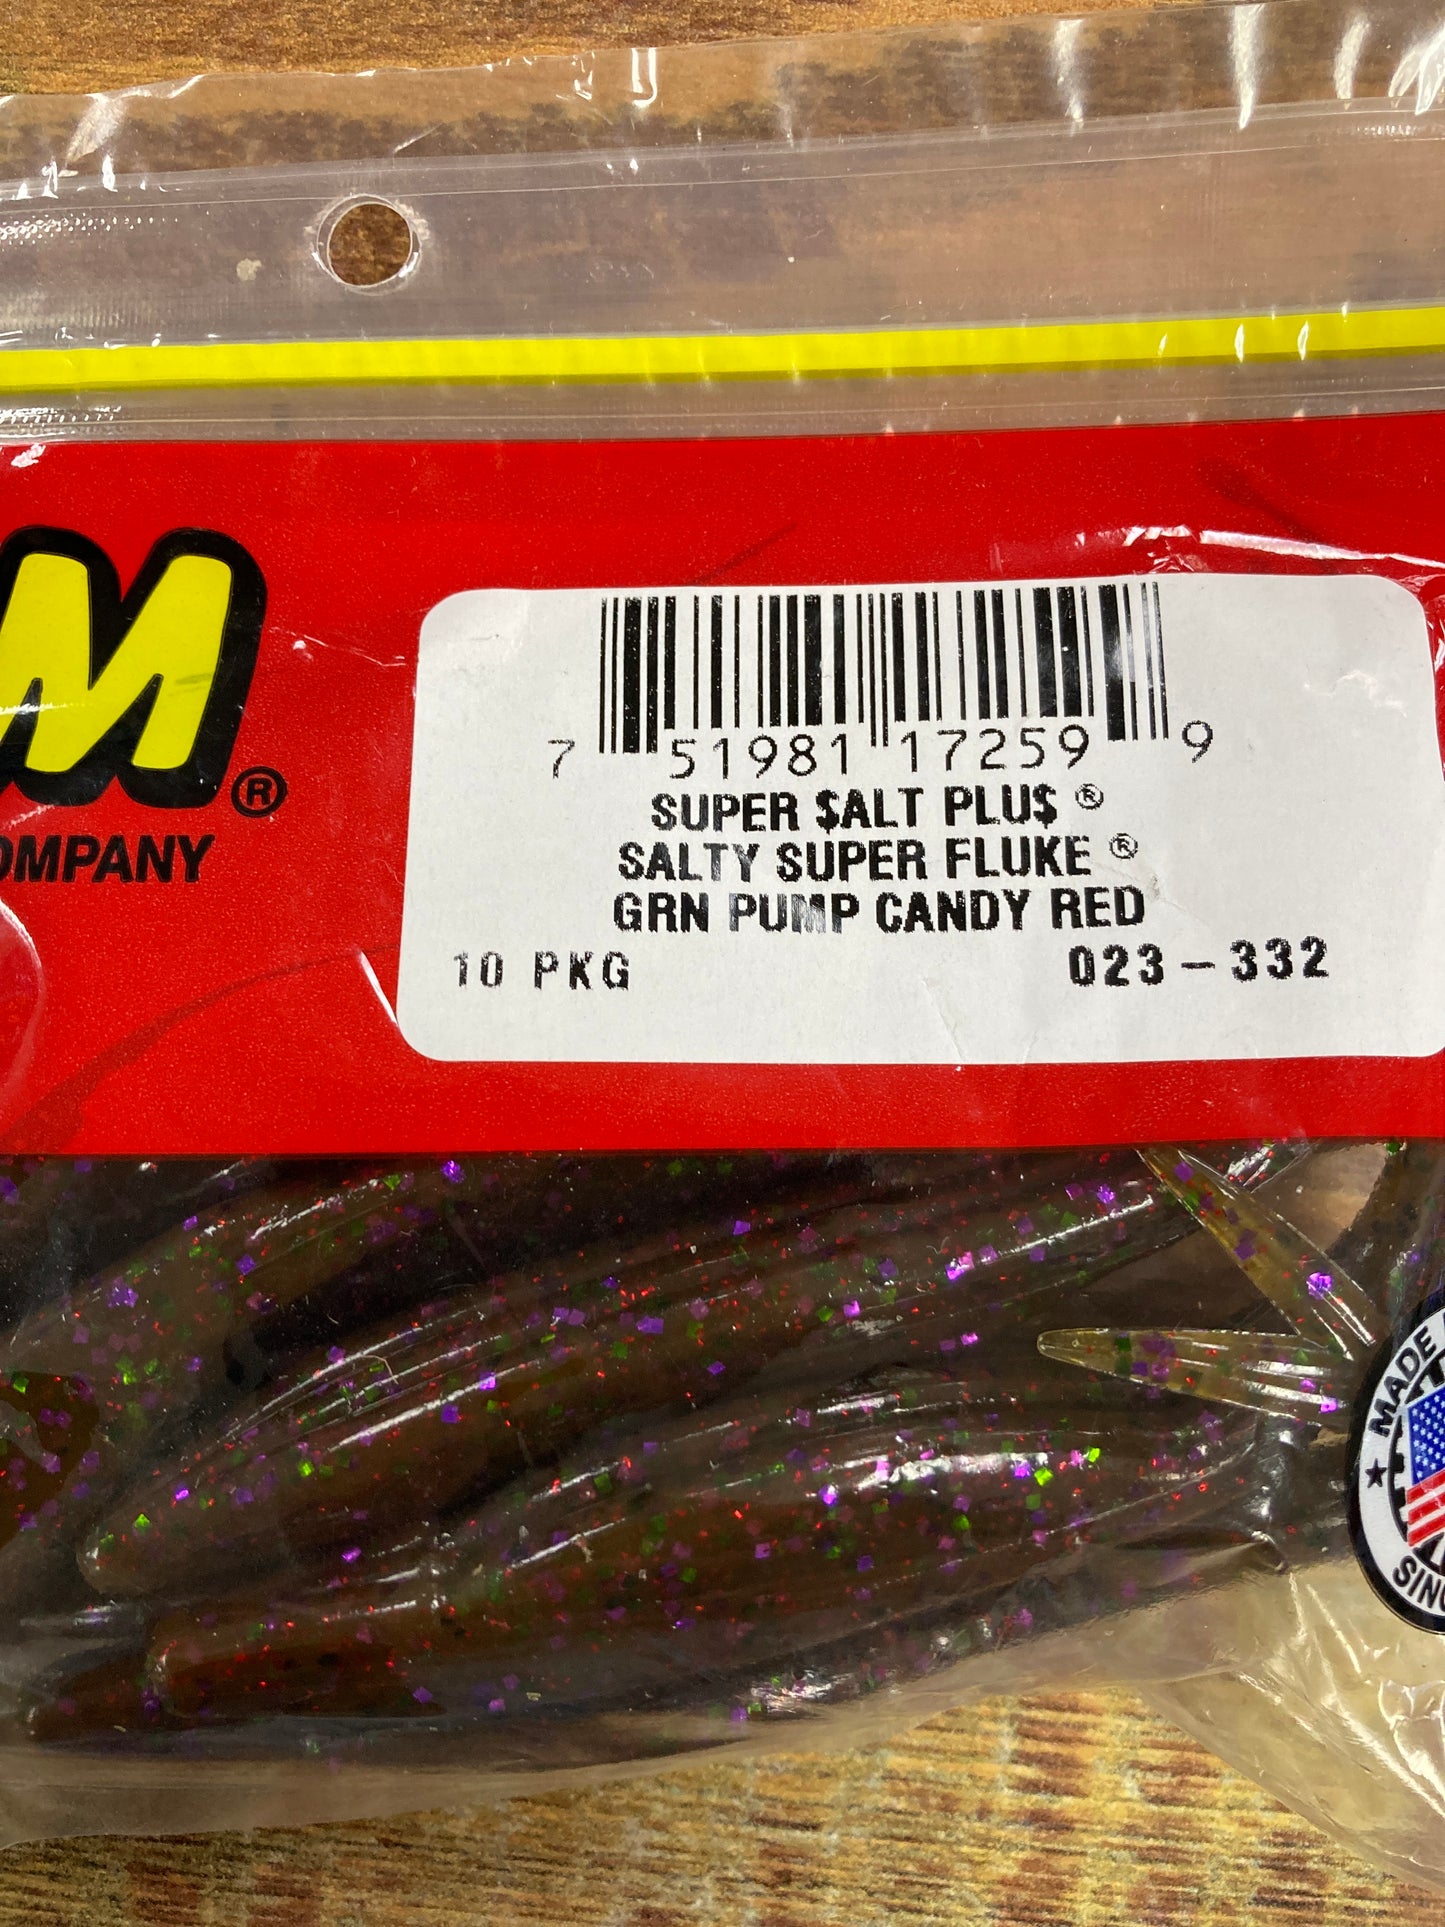 M®
OMPANY
7 51981 17259 9
SUPER $ALT PLU$ ®
SALTY SUPER FLUKE ®
GRN PUMP CANDY RED
10 PKG 023-332
MADE
SINC